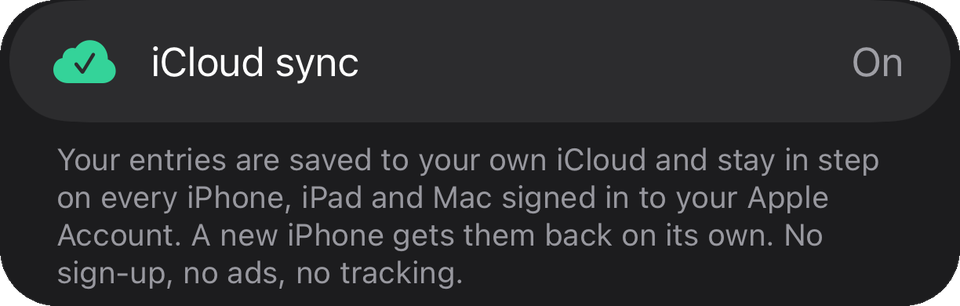 iCloud sync
On
Your entries are saved to your own iCloud and stay in step
on every iPhone, iPad and Mac signed in to your Apple
Account. A new iPhone gets them back on its own. No
sign-up, no ads, no tracking.